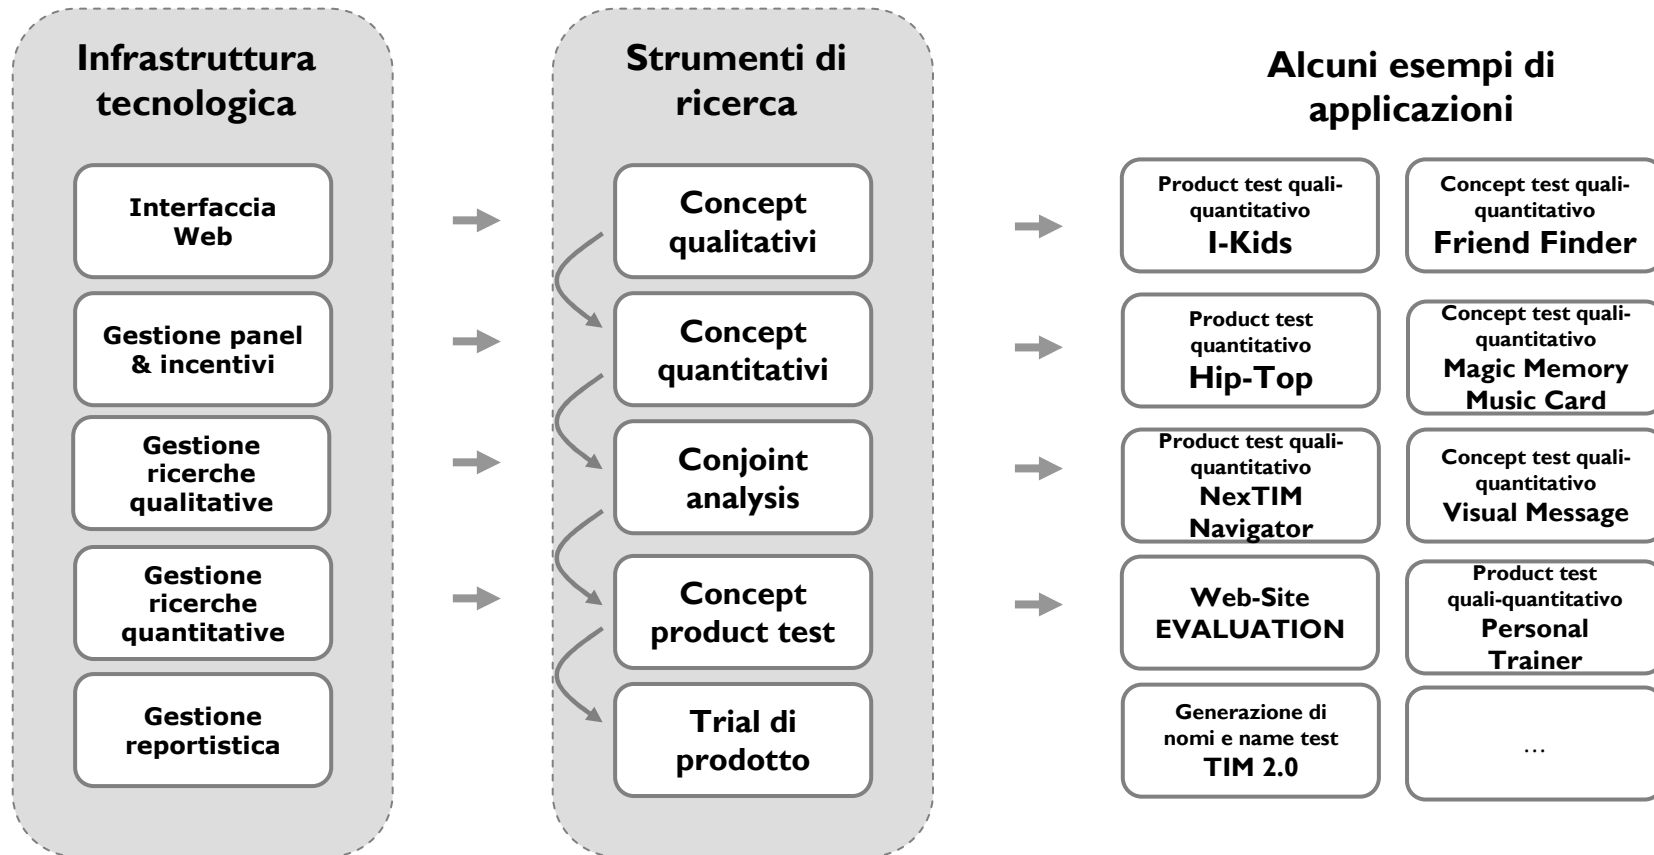 Infrastruttura
tecnologica
Interfaccia
Web
Gestione panel
& incentivi
Gestione
ricerche
qualitative
Gestione
ricerche
quantitative
Gestione
reportistica
Strumenti di
ricerca
Concept
qualitativi
Concept
quantitativi
Conjoint
analysis
Concept
product test
Trial di
prodotto
Alcuni esempi di
applicazioni
Product test quali-
quantitativo
I-Kids
Concept test quali-
quantitativo
Friend Finder
Product test
quantitativo
Hip-Top
Concept test quali-
quantitativo
Magic Memory
Music Card
Product test quali-
quantitativo
NexTIM
Navigator
Concept test quali-
quantitativo
Visual Message
Web-Site
EVALUATION
Product test
quali-quantitativo
Personal
Trainer
Generazione di
nomi e name test
TIM 2.0
...